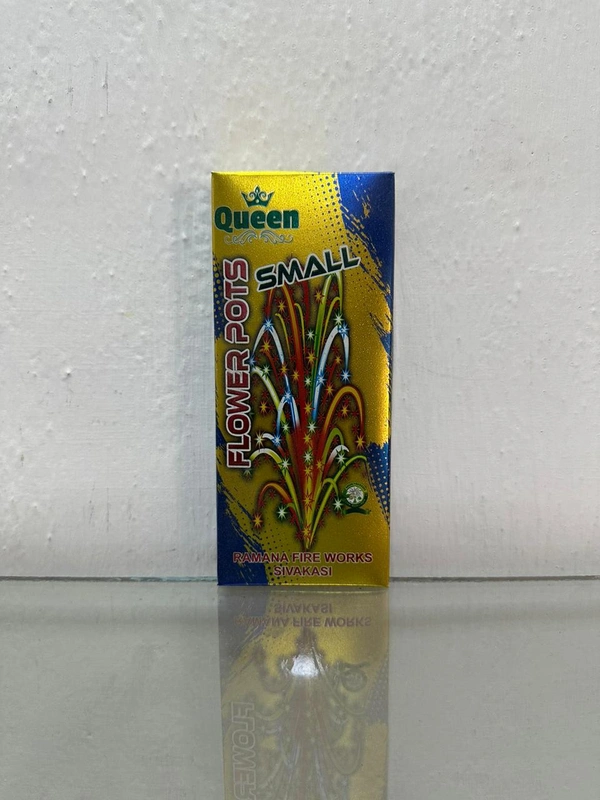 Queen
SMALL
FLOWER POTS
RAMANA FIRE WORKS
SIVAKASI